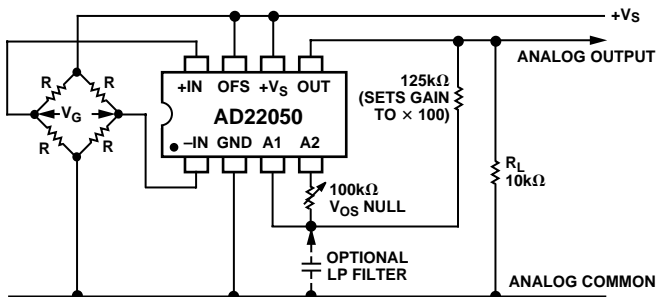 +VS
ANALOG OUTPUT
+IN OFS +VS OUT
AD22050
–IN GND A1 A2
R
R
VG
R
R
125kΩ
(SETS GAIN
TO × 100)
RL
10kΩ
100kΩ
VOS NULL
OPTIONAL
LP FILTER
ANALOG COMMON